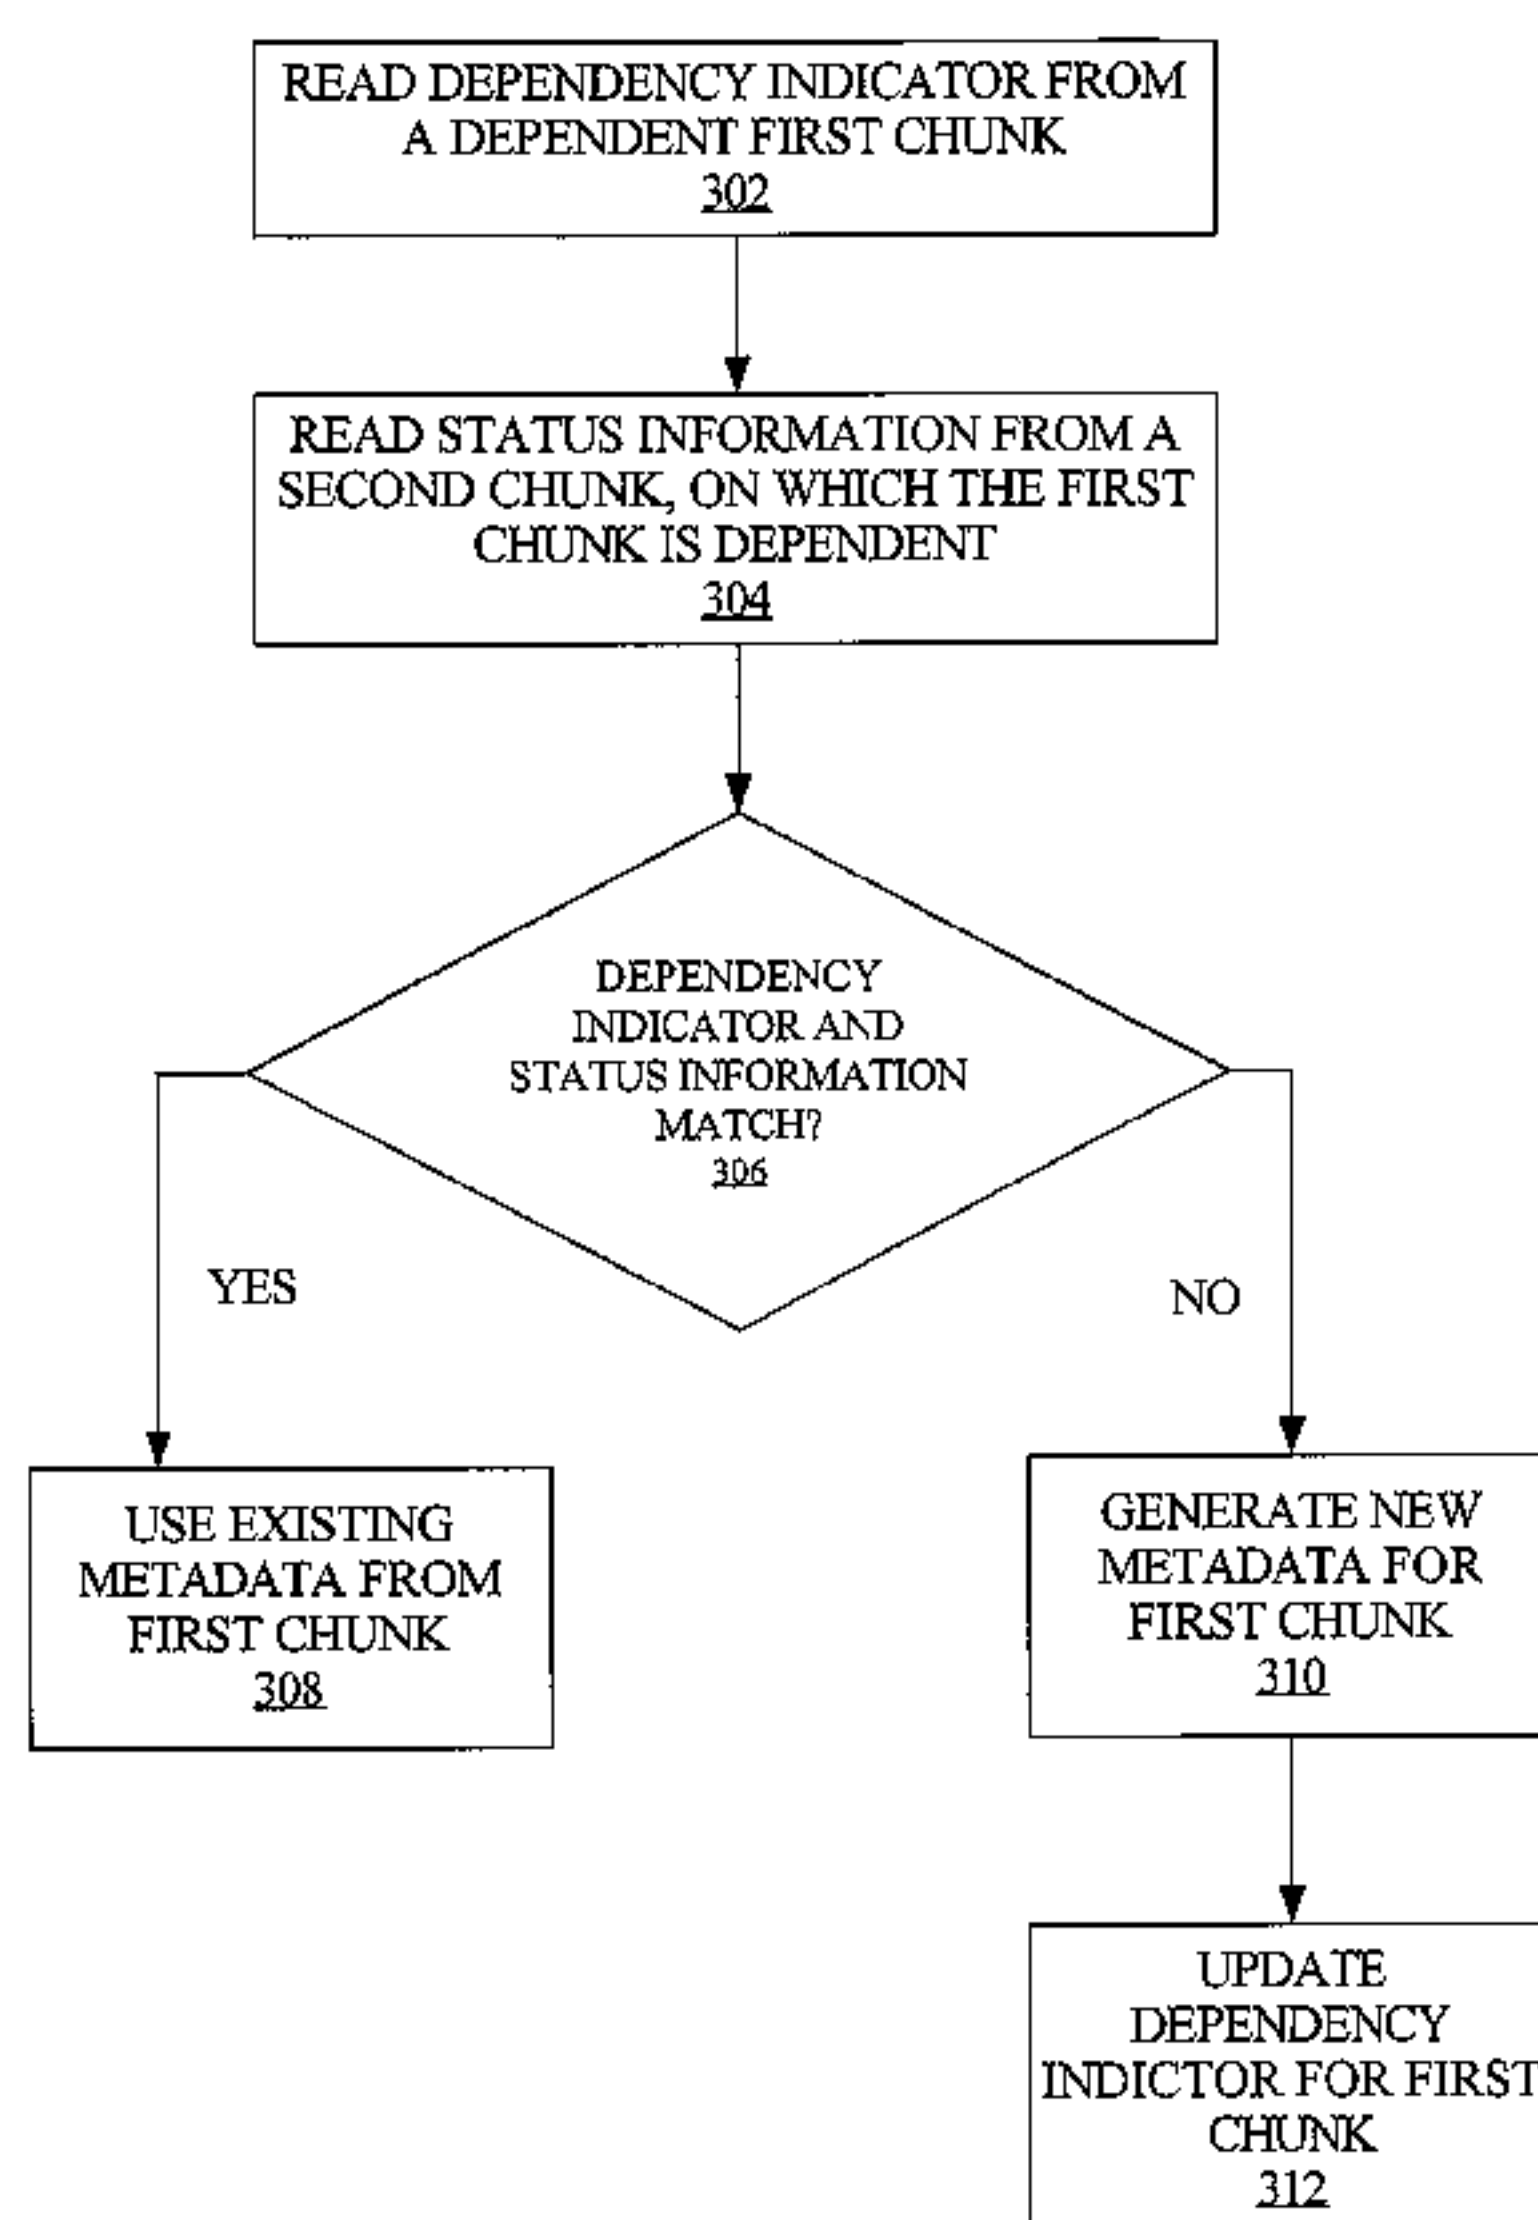 READ DEPENDENCY INDICATOR FROM
A DEPENDENT FIRST CHUNK
302
READ STATUS INFORMATION FROM A
SECOND CHUNK, ON WHICH THE FIRST
CHUNK IS DEPENDENT
304
DEPENDENCY
INDICATOR AND
STATUS INFORMATION
MATCH?
306
YES
NO
USE EXISTING
METADATA FROM
FIRST CHUNK
308
GENERATE NEW
METADATA FOR
FIRST CHUNK
310
UPDATE
DEPENDENCY
INDICTOR FOR FIRST
CHUNK
312